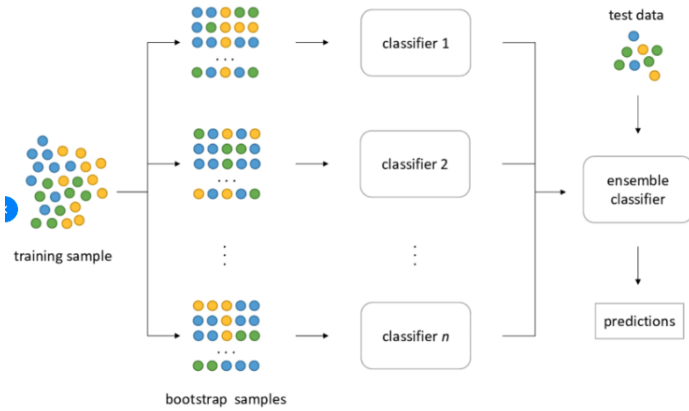 test data
classifier 1
...
classifier 2
ensemble
classifier
...
training sample
predictions
classifier n
...
bootstrap samples